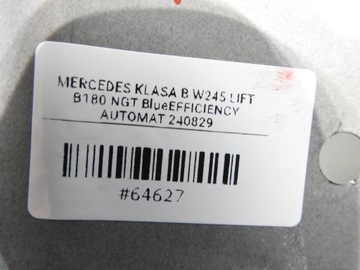 MERCEDES KLASA B W245 LIFT
B180 NGT BlueEFFICIENCY
AUTOMAT 240829
#64627